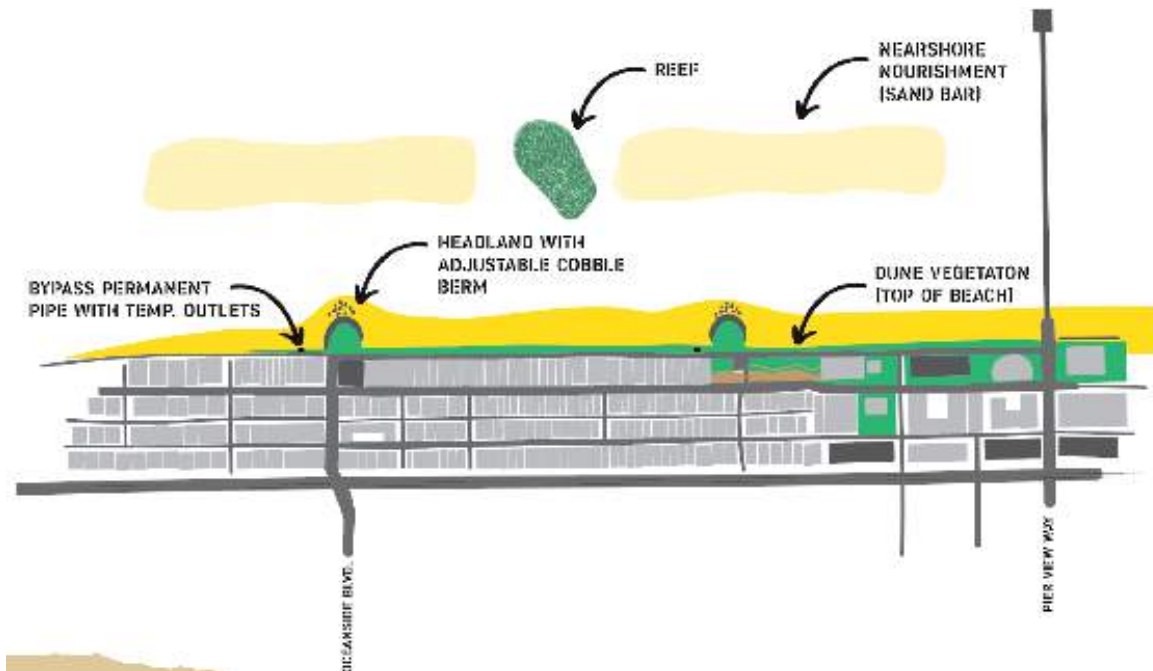 REEF
NEARSHORE
NOURISHMENT
(SAND BAR)
HEADLAND WITH
ADJUSTABLE COBBLE
BERM
BYPASS PERMANENT
PIPE WITH TEMP. OUTLETS
DUNE VEGETATON
(TOP OF BEACH)
OCEANSIDE BLVD.
PIER VIEW WAY